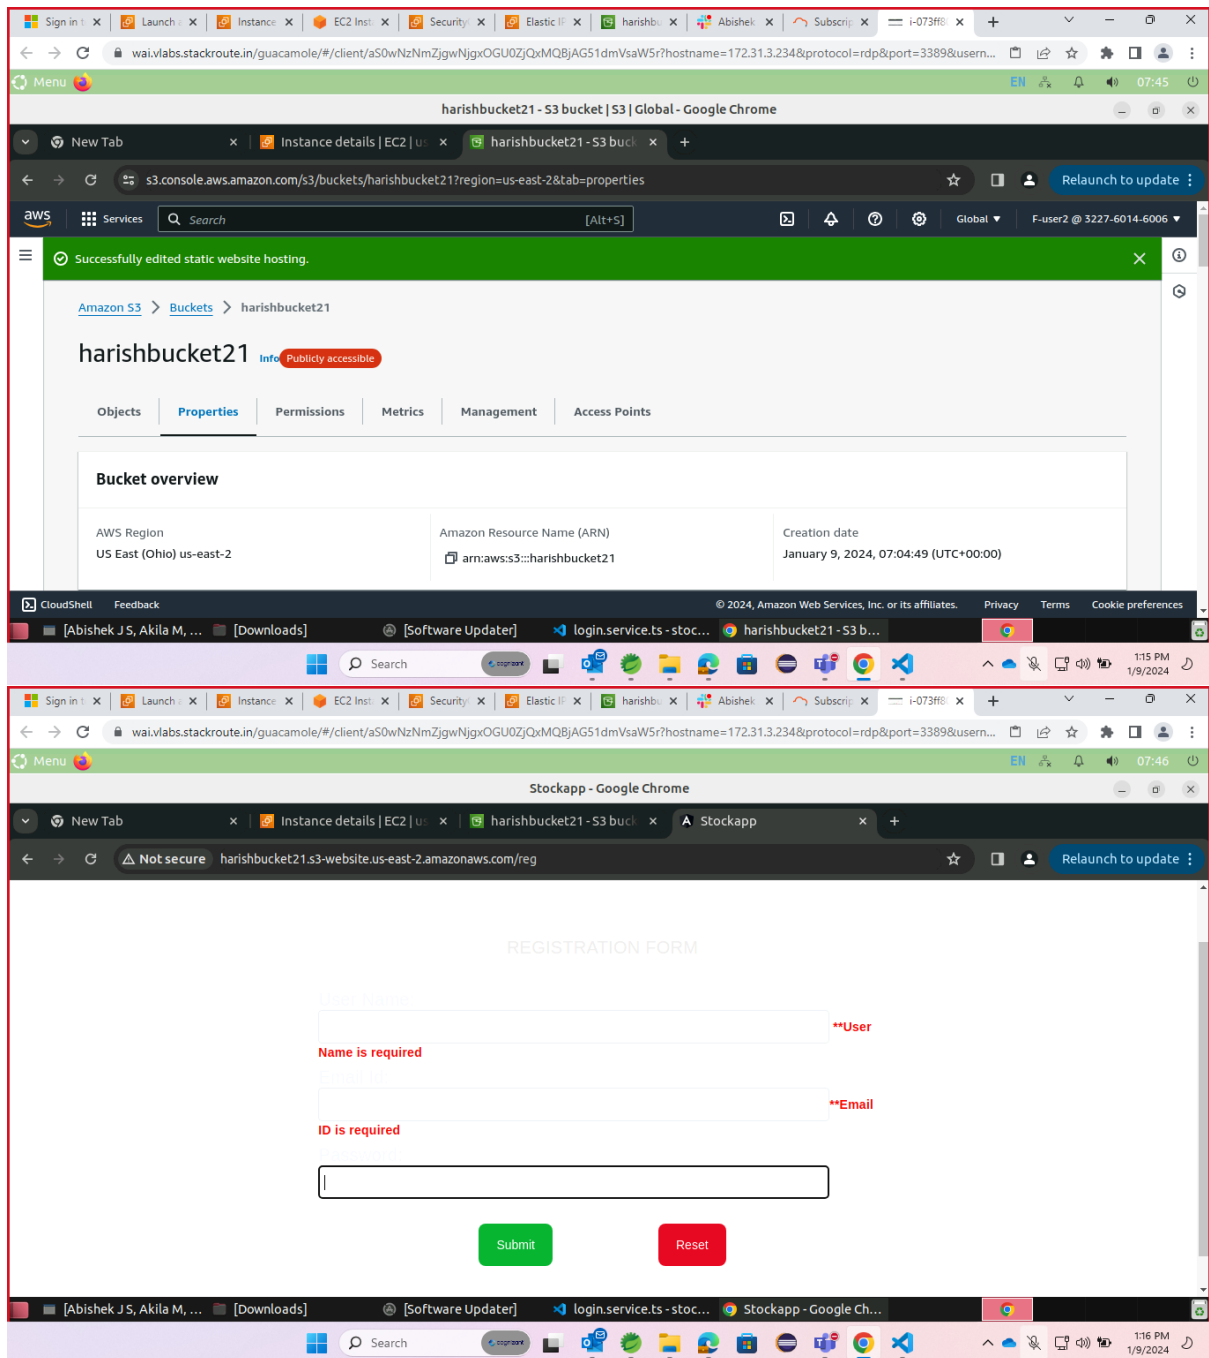 Sign in t Launch a Instance EC2 Inst Security Elastic IP harishbu Abishek Subscrip i-073ff8
wai.vlabs.stackroute.in/guacamole/#/client/aS0wNzNmZjgwNjgxOGU0ZjQxMQBjAG51dmVsaW5r?hostname=172.31.3.234&protocol=rdp&port=3389&usern...
Menu EN 07:45
harishbucket21 - S3 bucket | S3 | Global - Google Chrome
New Tab Instance details | EC2 | us harishbucket21 - S3 buck
s3.console.aws.amazon.com/s3/buckets/harishbucket21?region=us-east-2&tab=properties Relaunch to update
aws Services Search [Alt+S] Global F-user2 @ 3227-6014-6006
Successfully edited static website hosting.
Amazon S3 > Buckets > harishbucket21
harishbucket21 Info Publicly accessible
Objects Properties Permissions Metrics Management Access Points
Bucket overview
AWS Region Amazon Resource Name (ARN) Creation date
US East (Ohio) us-east-2 arn:aws:s3:::harishbucket21 January 9, 2024, 07:04:49 (UTC+00:00)
CloudShell Feedback © 2024, Amazon Web Services, Inc. or its affiliates. Privacy Terms Cookie preferences
[Abishek J S, Akila M, ... [Downloads] [Software Updater] login.service.ts - stoc... harishbucket21 - S3 b...
Search cognizant 1:15 PM
1/9/2024
Sign in t Launch a Instance EC2 Inst Security Elastic IP harishbu Abishek Subscrip i-073ff8
wai.vlabs.stackroute.in/guacamole/#/client/aS0wNzNmZjgwNjgxOGU0ZjQxMQBjAG51dmVsaW5r?hostname=172.31.3.234&protocol=rdp&port=3389&usern...
Menu EN 07:46
Stockapp - Google Chrome
New Tab Instance details | EC2 | us harishbucket21 - S3 buck Stockapp
Not secure harishbucket21.s3-website.us-east-2.amazonaws.com/reg Relaunch to update
REGISTRATION FORM
User Name
**User
Name is required
**Email
ID is required
Password
Submit Reset
[Abishek J S, Akila M, ... [Downloads] [Software Updater] login.service.ts - stoc... Stockapp - Google Ch...
Search cognizant 1:16 PM
1/9/2024